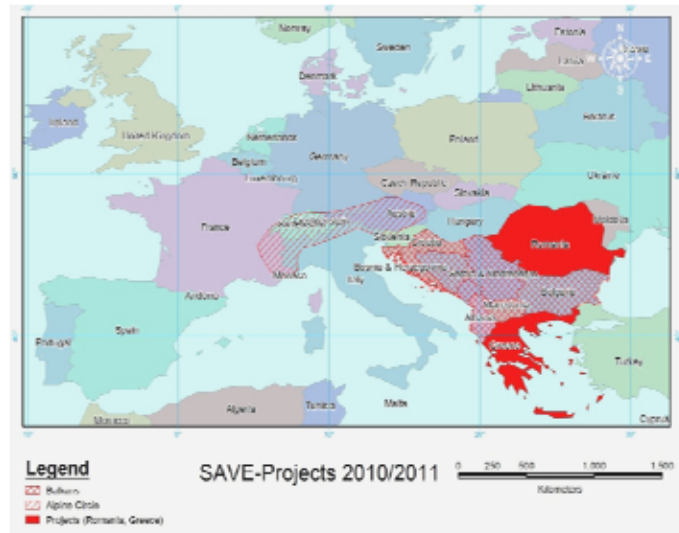 Norway
Sweden
Estonia
Latvia
Denmark
Lithuania
Ireland
United Kingdom
Belarus
Netherlands
Poland
Belgium
Germany
Luxembourg
Ukraine
Czech Republic
Slovakia
France
Austria
Hungary
Moldova
Slovenia
Romania
Croatia
Bosnia & Herzegovina
Monaco
Italy
Bulgaria
Andorra
Macedonia
Albania
Spain
Portugal
Greece
Turkey
Algeria
Tunisia
Malta
Morocco
Cyprus
Legend
SAVE-Projects 2010/2011
0 250 500 1.000 1.500
Kilometers
Balkans
Alpine Circle
Projects (Romania, Greece)